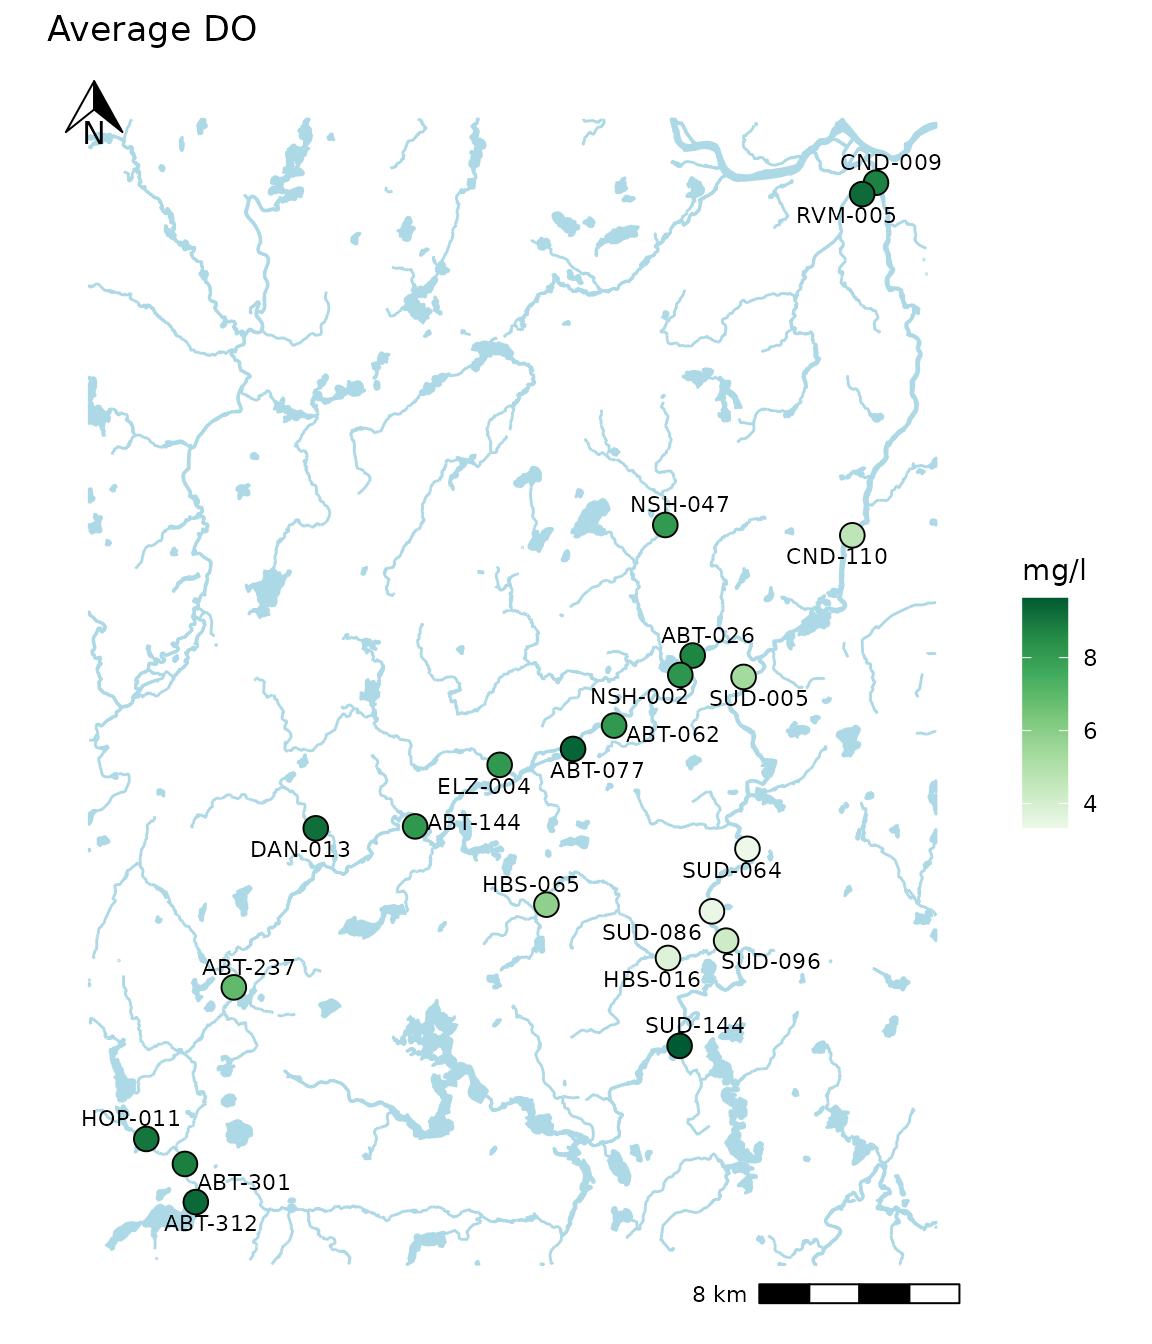 Average DO
N
CND-009
RVM-005
NSH-047
CND-110
mg/l
ABT-026
8
NSH-002
SUD-005
ABT-062
6
ABT-077
ELZ-004
4
ABT-144
DAN-013
SUD-064
HBS-065
SUD-086
SUD-096
ABT-237
HBS-016
SUD-144
HOP-011
ABT-301
ABT-312
8 km